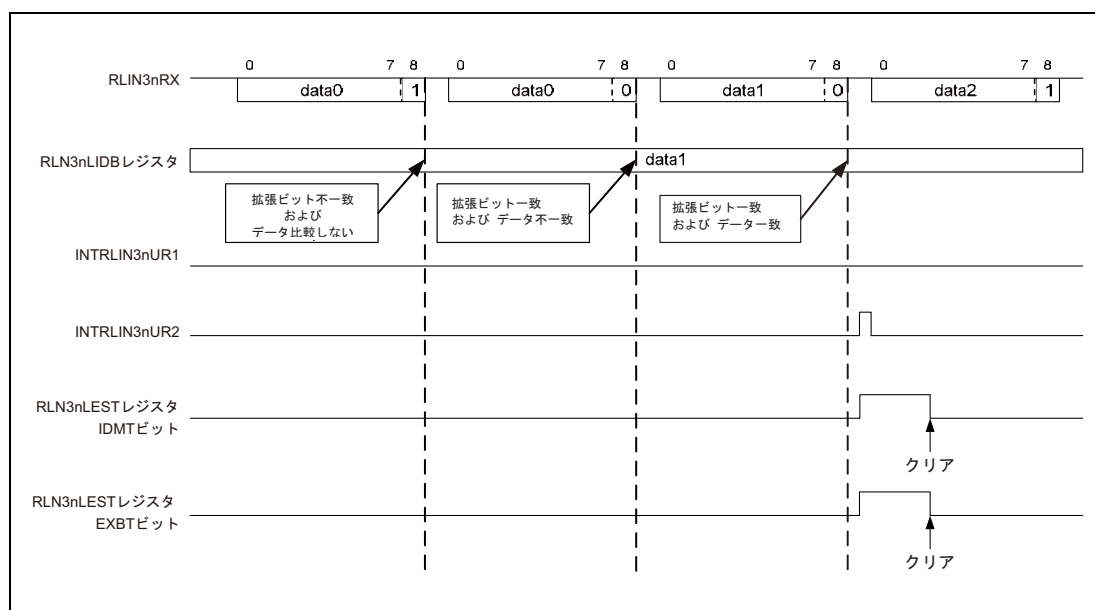 0 7 8 0 7 8 0 7 8 0 7 8
RLIN3nRX
data0 1 data0 0 data1 0 data2 1
RLN3nLIDBレジスタ
data1
拡張ビット不一致
および
データ比較しない
拡張ビット一致
および データ不一致
拡張ビット一致
および データ一致
INTRLIN3nUR1
INTRLIN3nUR2
RLN3nLESTレジスタ
IDMTビット
クリア
RLN3nLESTレジスタ
EXBTビット
クリア